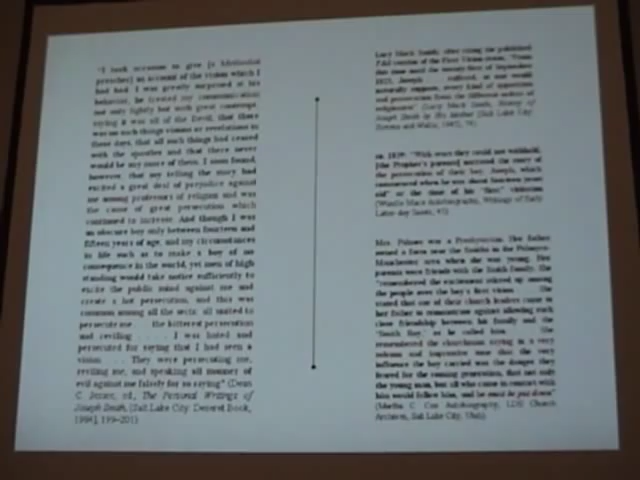 "I took occasion to give [a Methodist
preacher] an account of the vision which I
had had. I was greatly surprised at his
behavior, he treated my communication
not only lightly but with great contempt
saying it was all of the Devil, that there
was no such thing as visions or revelations in
these days, that all such things had ceased
with the apostles and that there never
would be any more of them. I soon found,
however, that my telling the story had
excited a great deal of prejudice against
me among professors of religion and was
the cause of great persecution which
continued to increase. And though I was
an obscure boy only between fourteen and
fifteen years of age, and my circumstances
in life such as to make a boy of no
consequence in the world, yet men of high
standing would take notice sufficiently to
excite the public mind against me and
create a hot persecution, and this was
common among all the sects: all united to
persecute me . . . the bitterest persecution
and reviling . . . . . I was hated and
persecuted for saying that I had seen a
vision . . . . They were persecuting me,
reviling me, and speaking all manner of
evil against me falsely for so saying" (Dean
C. Jessee, ed., The Personal Writings of
Joseph Smith, [Salt Lake City: Deseret Book,
1984], 199–201)
Lucy Mack Smith, after citing the published
P&J version of the First Vision wrote, "From
this time until the twenty-first of September
1823, Joseph suffered, as one would
naturally suppose, every kind of opposition
and persecution from the different orders of
religionists" (Lucy Mack Smith, History of
Joseph Smith by His Mother [Salt Lake City:
Stevens and Wallis, 1945],
ca. 1839: "With tears they could not withhold,
[the Prophet's parents] narrated the story of
the persecution of their boy, Joseph, which
commenced when he was about fourteen years
old" or the time of his "first" visitation
(Wandle Mace Autobiography, Writings of Early
Latter-day Saints,
Mrs. Palmer was a Presbyterian. Her father
owned a farm near the Smiths in the Palmyra-
Manchester area when she was young. Her
parents were friends with the Smith family. She
"remembered the excitement stirred up among
the people over the boy's first vision. She
stated that one of their church leaders came to
her father to remonstrate against allowing such
close friendship between his family and the
"Smith Boy," as he called him. She
remembered the churchman saying in a very
solemn and impressive tone that the very
influence the boy carried was the danger they
feared for the coming generation, that not only
the young man, but all who came in contact with
him would follow him, and he must be put down"
(Martha C. Cox Autobiography, LDS Church
Archives, Salt Lake City, Utah).